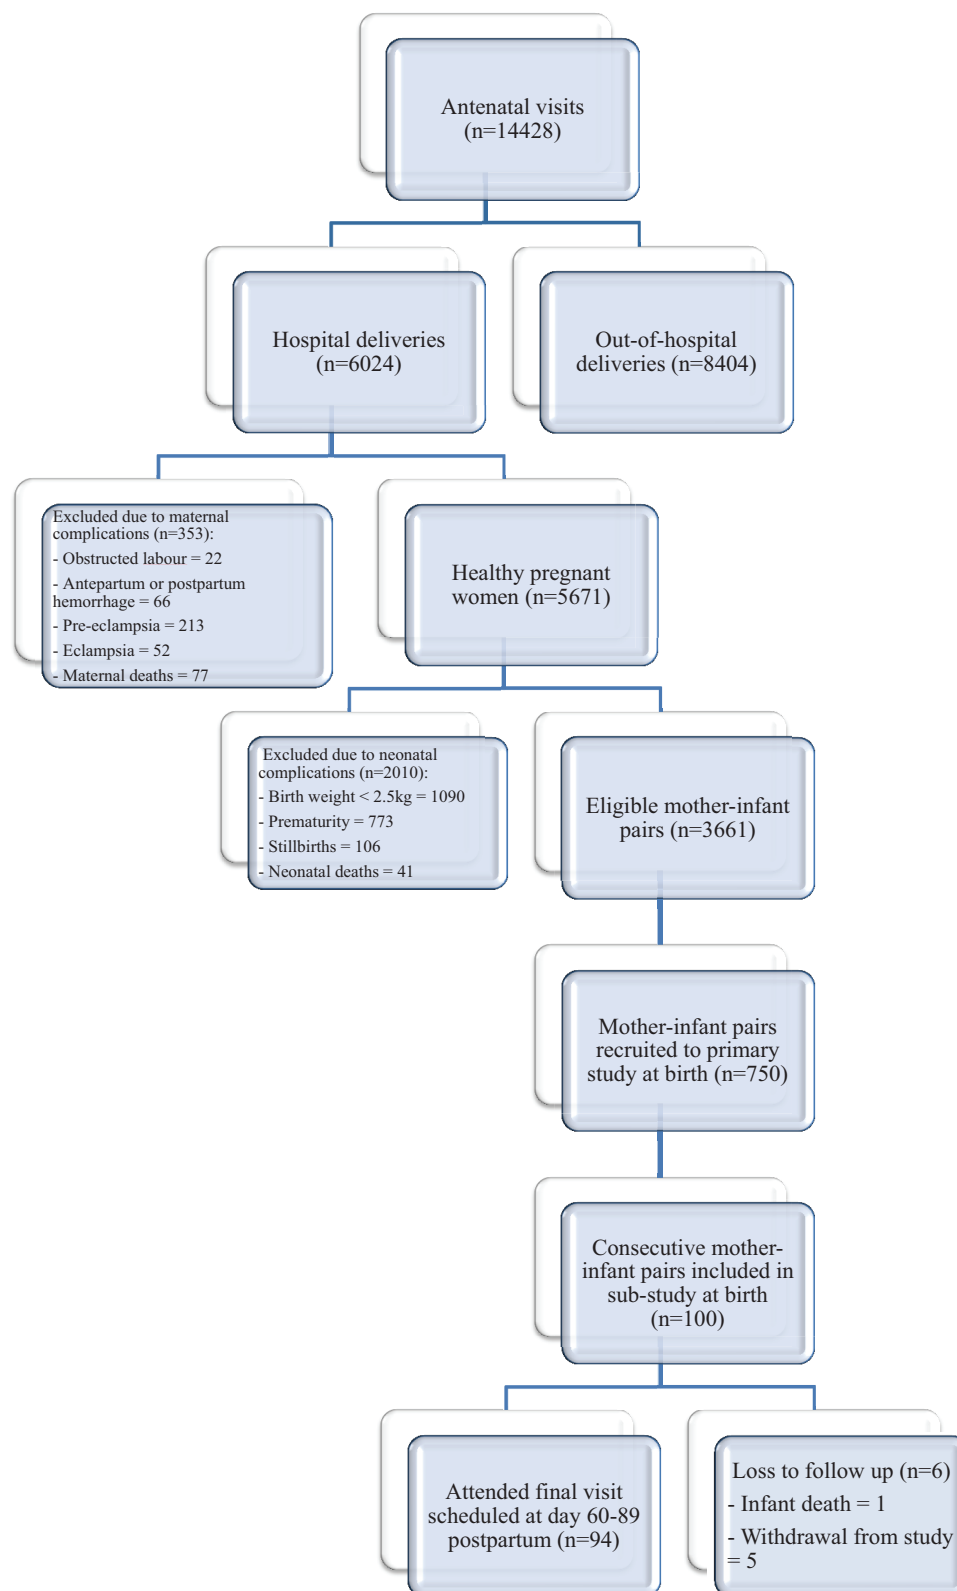 Antenatal visits
(n=14428)
Hospital deliveries
(n=6024)
Out-of-hospital
deliveries (n=8404)
Excluded due to maternal
complications (n=353):
- Obstructed labour = 22
- Antepartum or postpartum
hemorrhage = 66
- Pre-eclampsia = 213
- Eclampsia = 52
- Maternal deaths = 77
Healthy pregnant
women (n=5671)
Excluded due to neonatal
complications (n=2010):
- Birth weight < 2.5kg = 1090
- Prematurity = 773
- Stillbirths = 106
- Neonatal deaths = 41
Eligible mother-infant
pairs (n=3661)
Mother-infant pairs
recruited to primary
study at birth (n=750)
Consecutive mother-
infant pairs included in
sub-study at birth
(n=100)
Attended final visit
scheduled at day 60-89
postpartum (n=94)
Loss to follow up (n=6)
- Infant death = 1
- Withdrawal from study
= 5